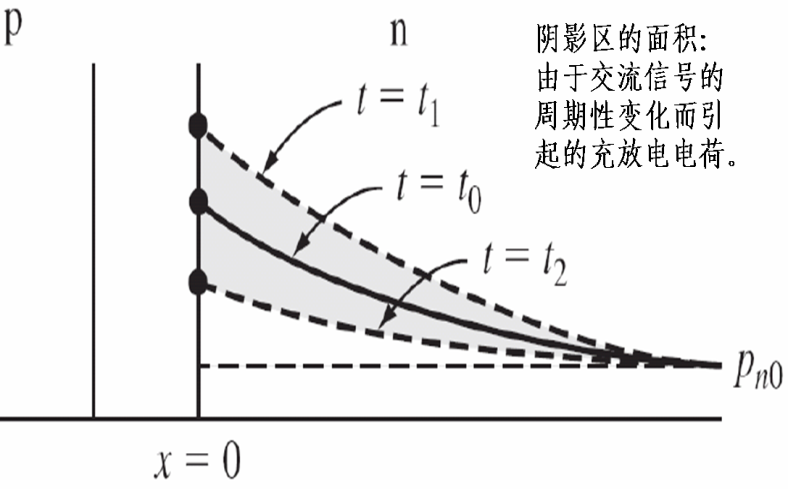 p
n
阴影区的面积:
由于交流信号的
周期性变化而引
起的充放电电荷。
t = t₁
t = t₀
t = t₂
pₙ₀
x = 0